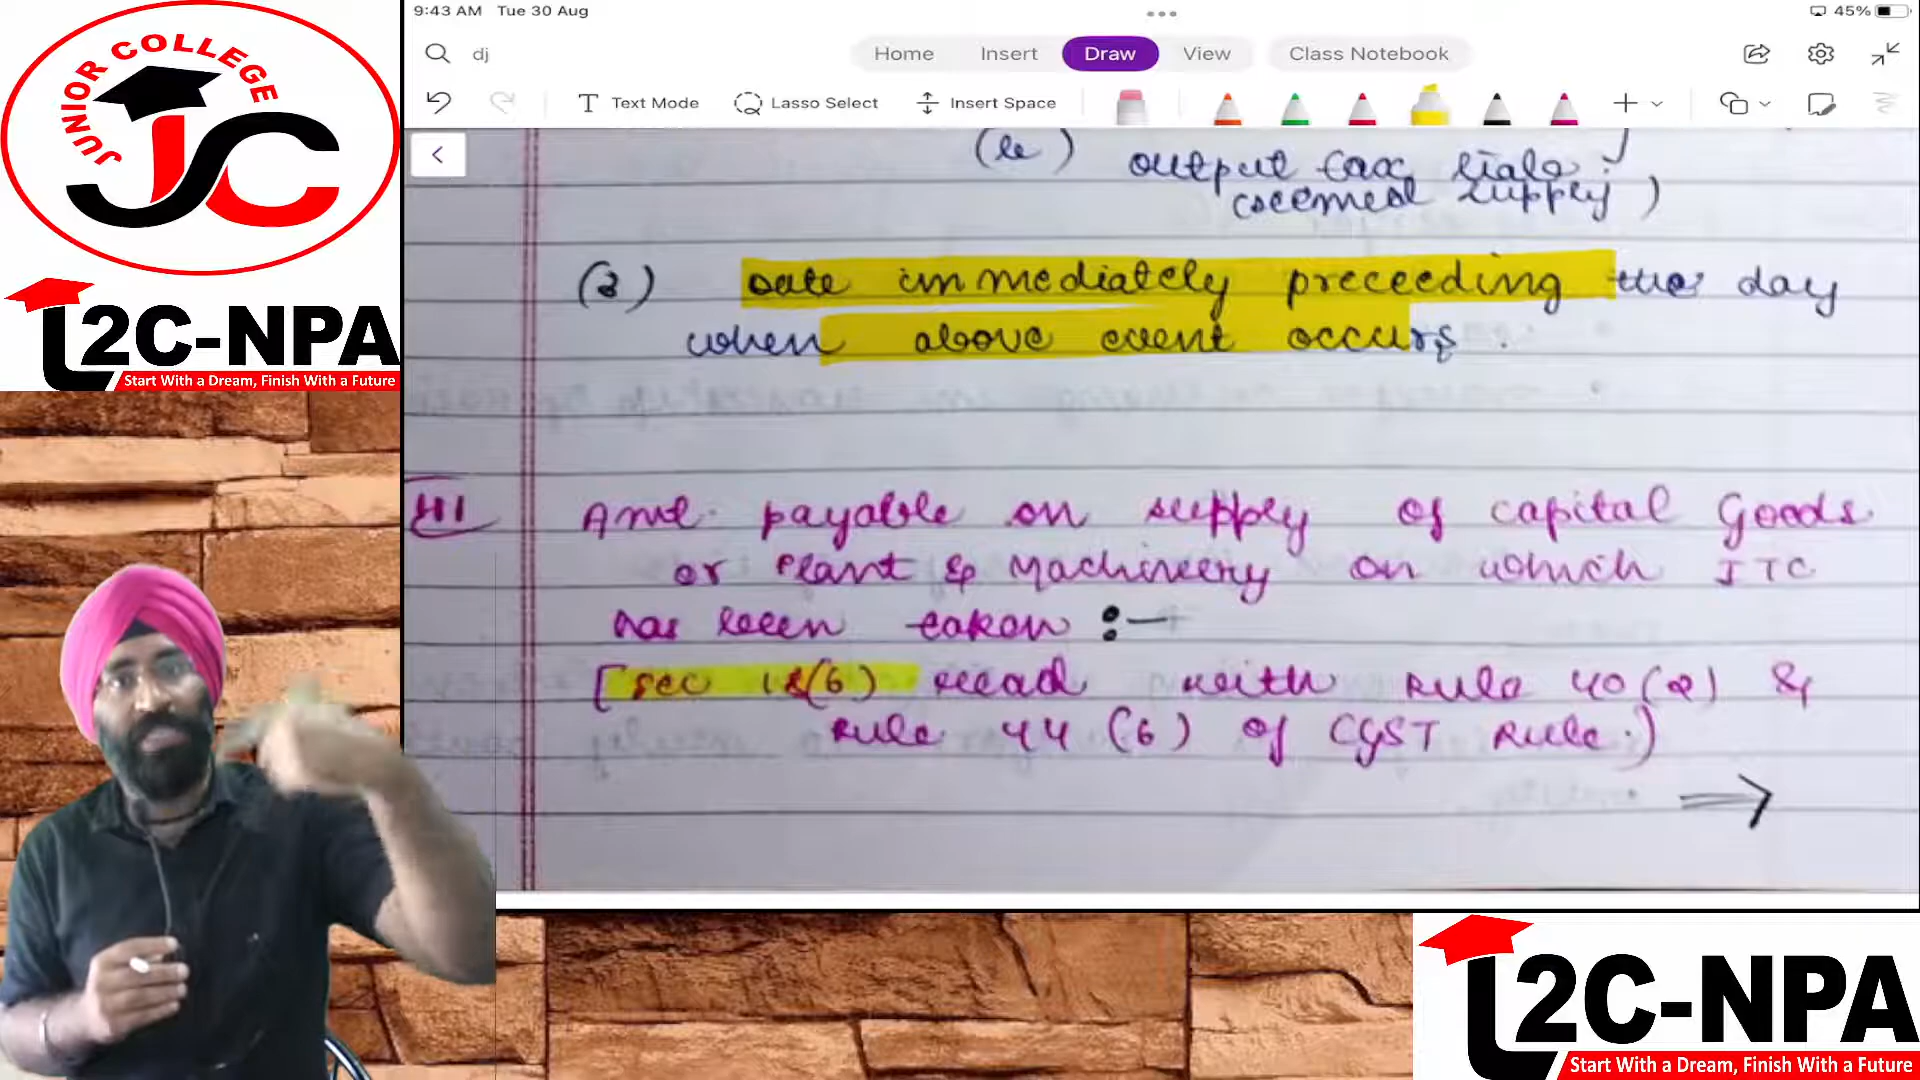 JUNIOR COLLEGE
JC
L2C-NPA
Start With a Dream, Finish With a Future
9:43 AM Tue 30 Aug
45%
dj
Home Insert Draw View Class Notebook
Text Mode Lasso Select Insert Space
output tax
supply )
(2) Date immediately preceeding the day
when above event occurs.
Amt. payable on supply of capital Goods
or Plant & Machinery on which ITC
has been taken :-
[sec 18(6) read with Rule 40(2) &
Rule 44(6) of CGST Rule.)
L2C-NPA
Start With a Dream, Finish With a Future